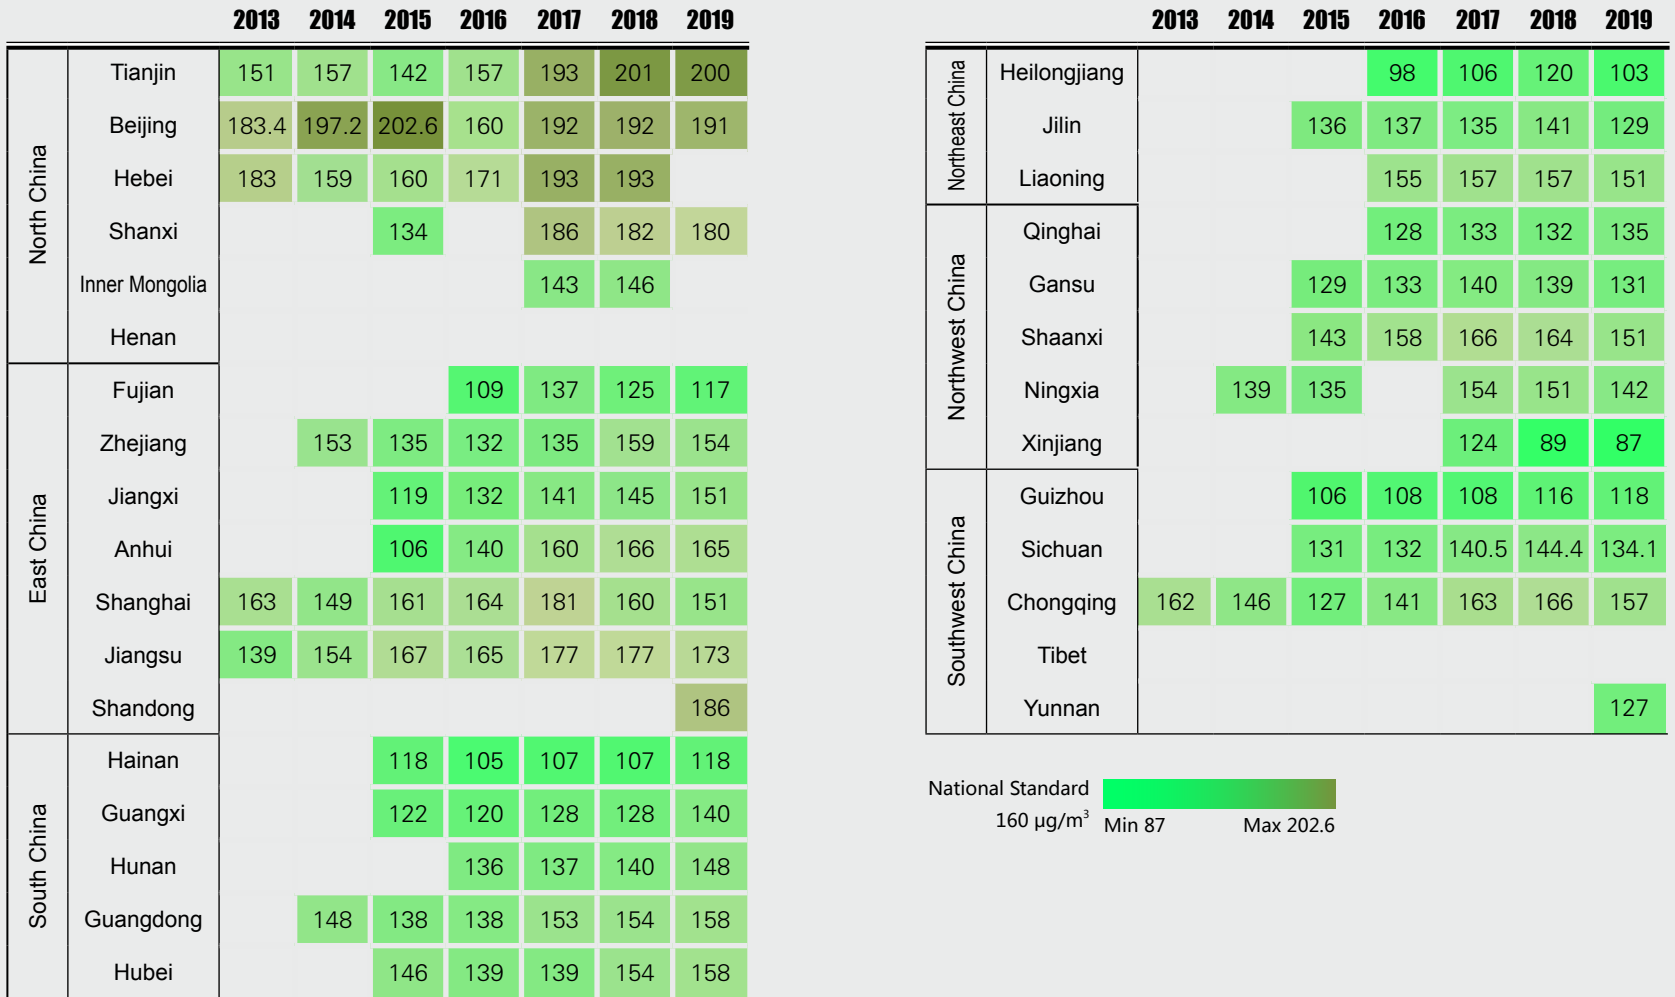 2013 2014 2015 2016 2017 2018 2019
North China
Tianjin 151 157 142 157 193 201 200
Beijing 183.4 197.2 202.6 160 192 192 191
Hebei 183 159 160 171 193 193
Shanxi 134 186 182 180
Inner Mongolia 143 146
Henan
East China
Fujian 109 137 125 117
Zhejiang 153 135 132 135 159 154
Jiangxi 119 132 141 145 151
Anhui 106 140 160 166 165
Shanghai 163 149 161 164 181 160 151
Jiangsu 139 154 167 165 177 177 173
Shandong 186
South China
Hainan 118 105 107 107 118
Guangxi 122 120 128 128 140
Hunan 136 137 140 148
Guangdong 148 138 138 153 154 158
Hubei 146 139 139 154 158
2013 2014 2015 2016 2017 2018 2019
Northeast China
Heilongjiang 98 106 120 103
Jilin 136 137 135 141 129
Liaoning 155 157 157 151
Northwest China
Qinghai 128 133 132 135
Gansu 129 133 140 139 131
Shaanxi 143 158 166 164 151
Ningxia 139 135 154 151 142
Xinjiang 124 89 87
Southwest China
Guizhou 106 108 108 116 118
Sichuan 131 132 140.5 144.4 134.1
Chongqing 162 146 127 141 163 166 157
Tibet
Yunnan 127
National Standard
160 μg/m³ Min 87 Max 202.6